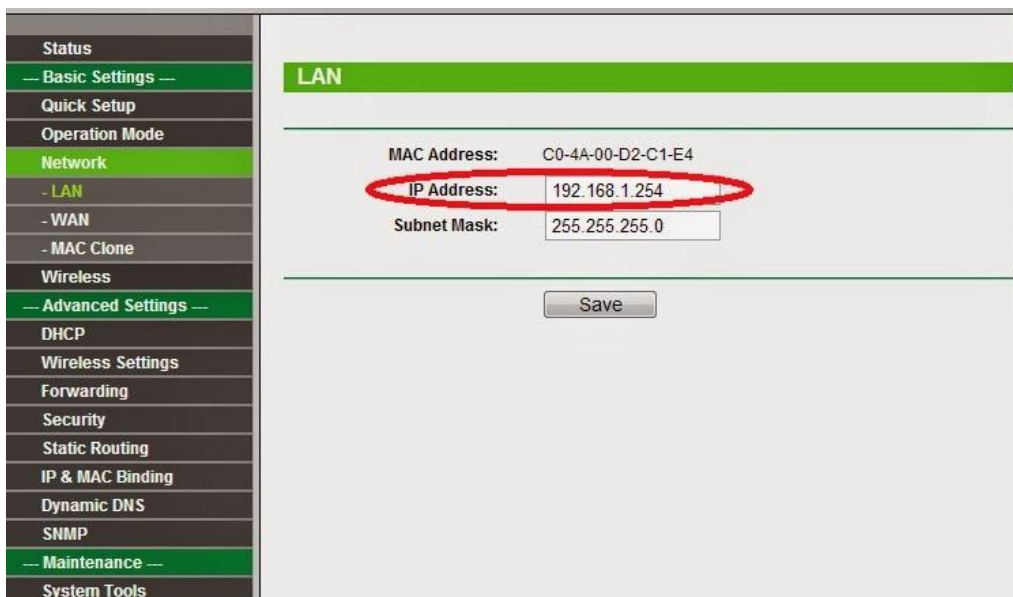 Status
--- Basic Settings ---
Quick Setup
Operation Mode
Network
- LAN
- WAN
- MAC Clone
Wireless
--- Advanced Settings ---
DHCP
Wireless Settings
Forwarding
Security
Static Routing
IP & MAC Binding
Dynamic DNS
SNMP
--- Maintenance ---
System Tools
LAN
MAC Address: C0-4A-00-D2-C1-E4
IP Address: 192.168.1.254
Subnet Mask: 255.255.255.0
Save